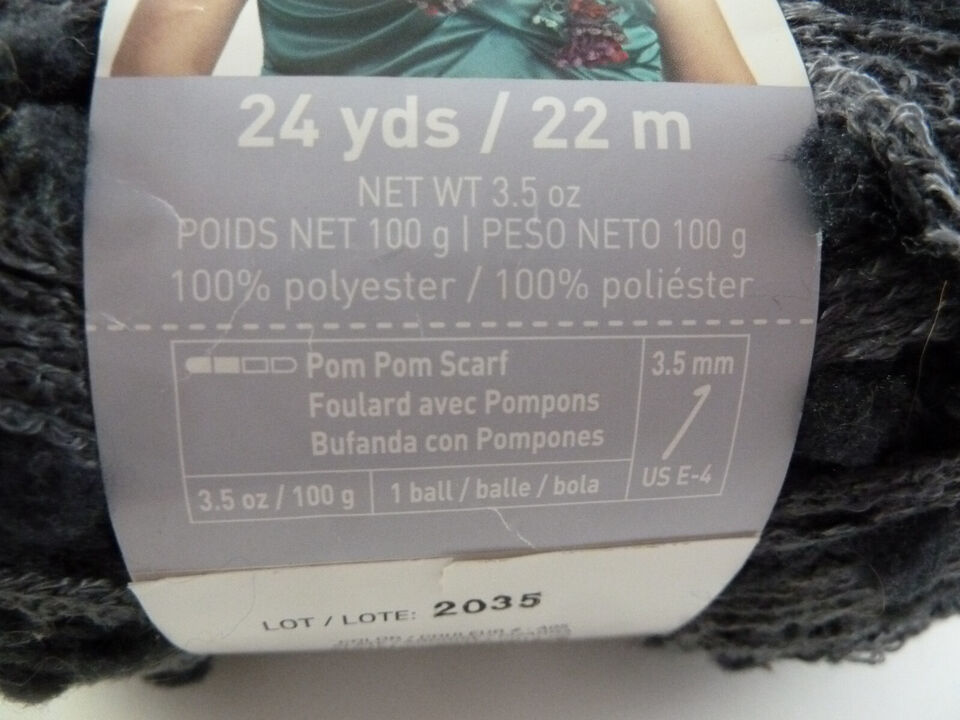 24 yds / 22 m
NET WT 3.5 oz
POIDS NET 100 g | PESO NETO 100 g
100% polyester / 100% poliéster
Pom Pom Scarf
Foulard avec Pompons
Bufanda con Pompones
3.5 mm
US E-4
3.5 oz / 100 g
1 ball / balle / bola
LOT / LOTE: 2035